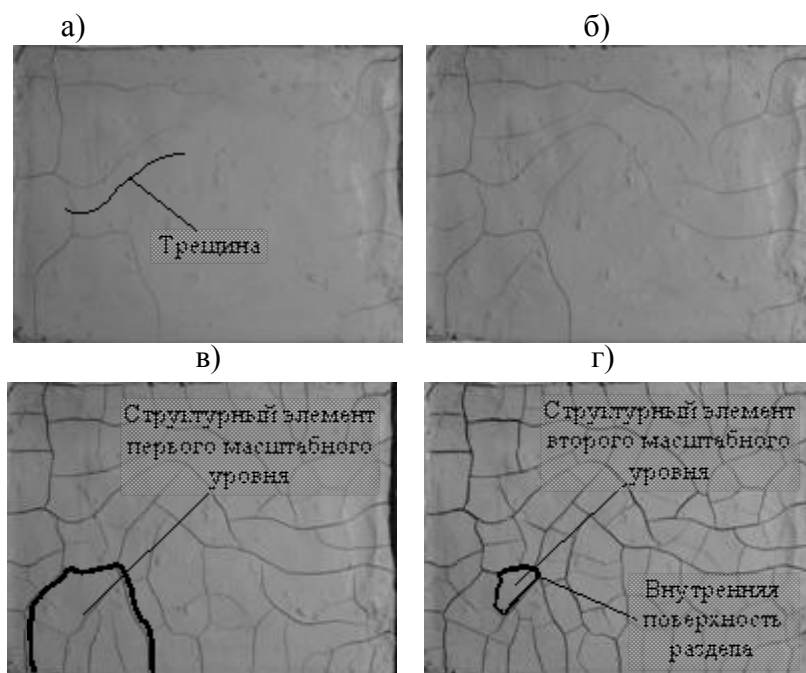 а)
б)
Трещина
в)
г)
Структурный элемент
первого масштабного
уровня
Структурный элемент
второго масштабного
уровня
Внутренняя
поверхность
раздела